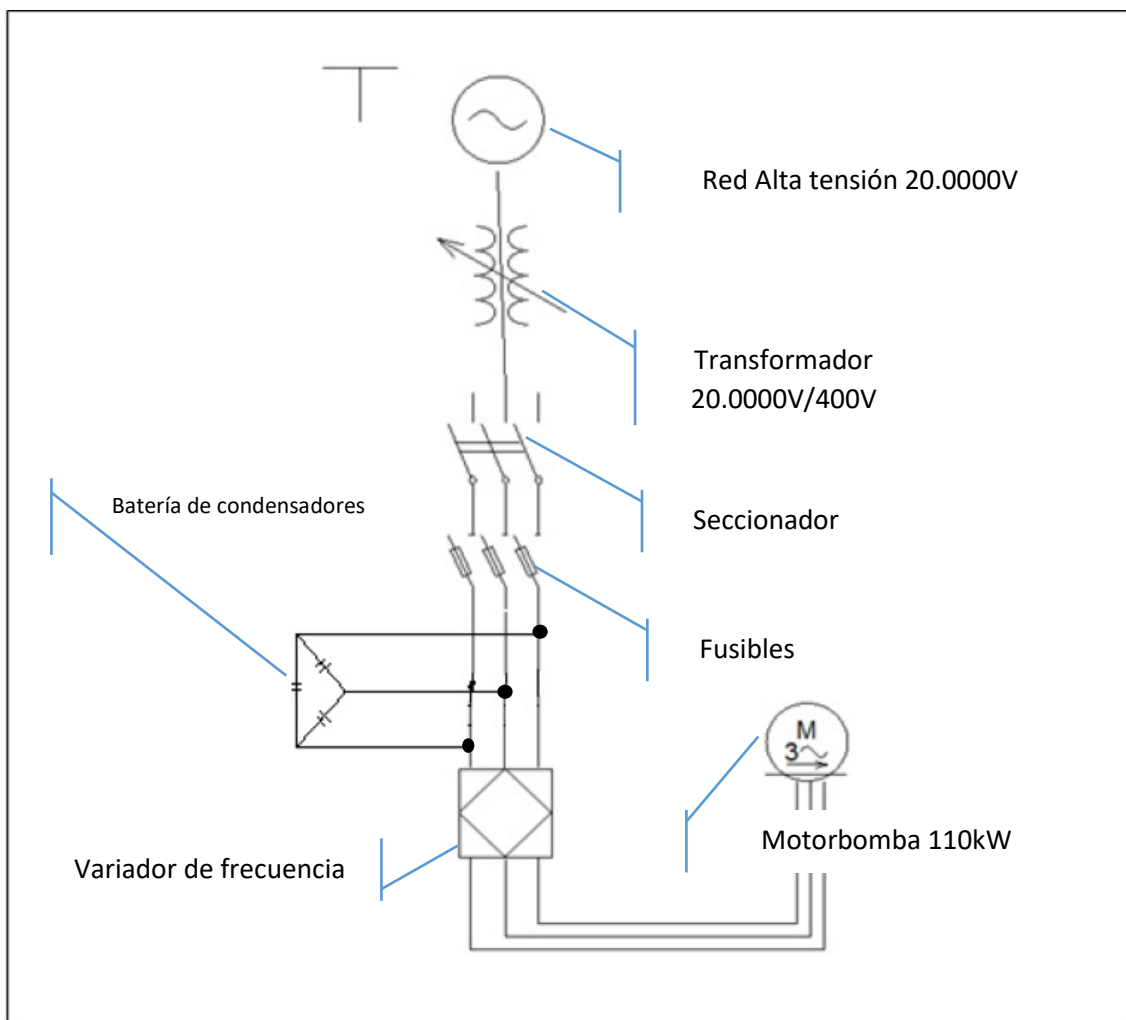 Red Alta tensión 20.0000V
Transformador
20.0000V/400V
Batería de condensadores
Seccionador
Fusibles
M
3
Motorbomba 110kW
Variador de frecuencia